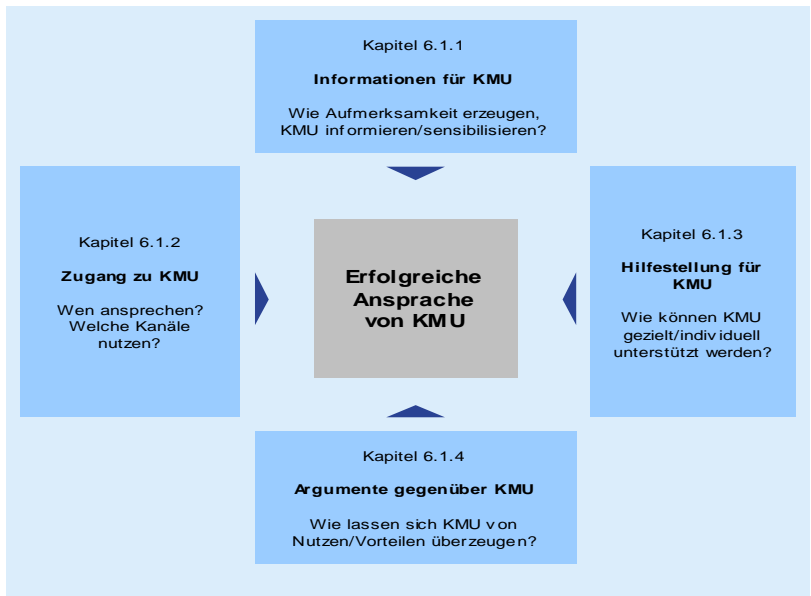 Kapitel 6.1.1
Informationen für KMU
Wie Aufmerksamkeit erzeugen,
KMU informieren/sensibilisieren?
Kapitel 6.1.2
Zugang zu KMU
Wen ansprechen?
Welche Kanäle
nutzen?
Erfolgreiche
Ansprache
von KMU
Kapitel 6.1.3
Hilfestellung für
KMU
Wie können KMU
gezielt/individuell
unterstützt werden?
Kapitel 6.1.4
Argumente gegenüber KMU
Wie lassen sich KMU von
Nutzen/Vorteilen überzeugen?